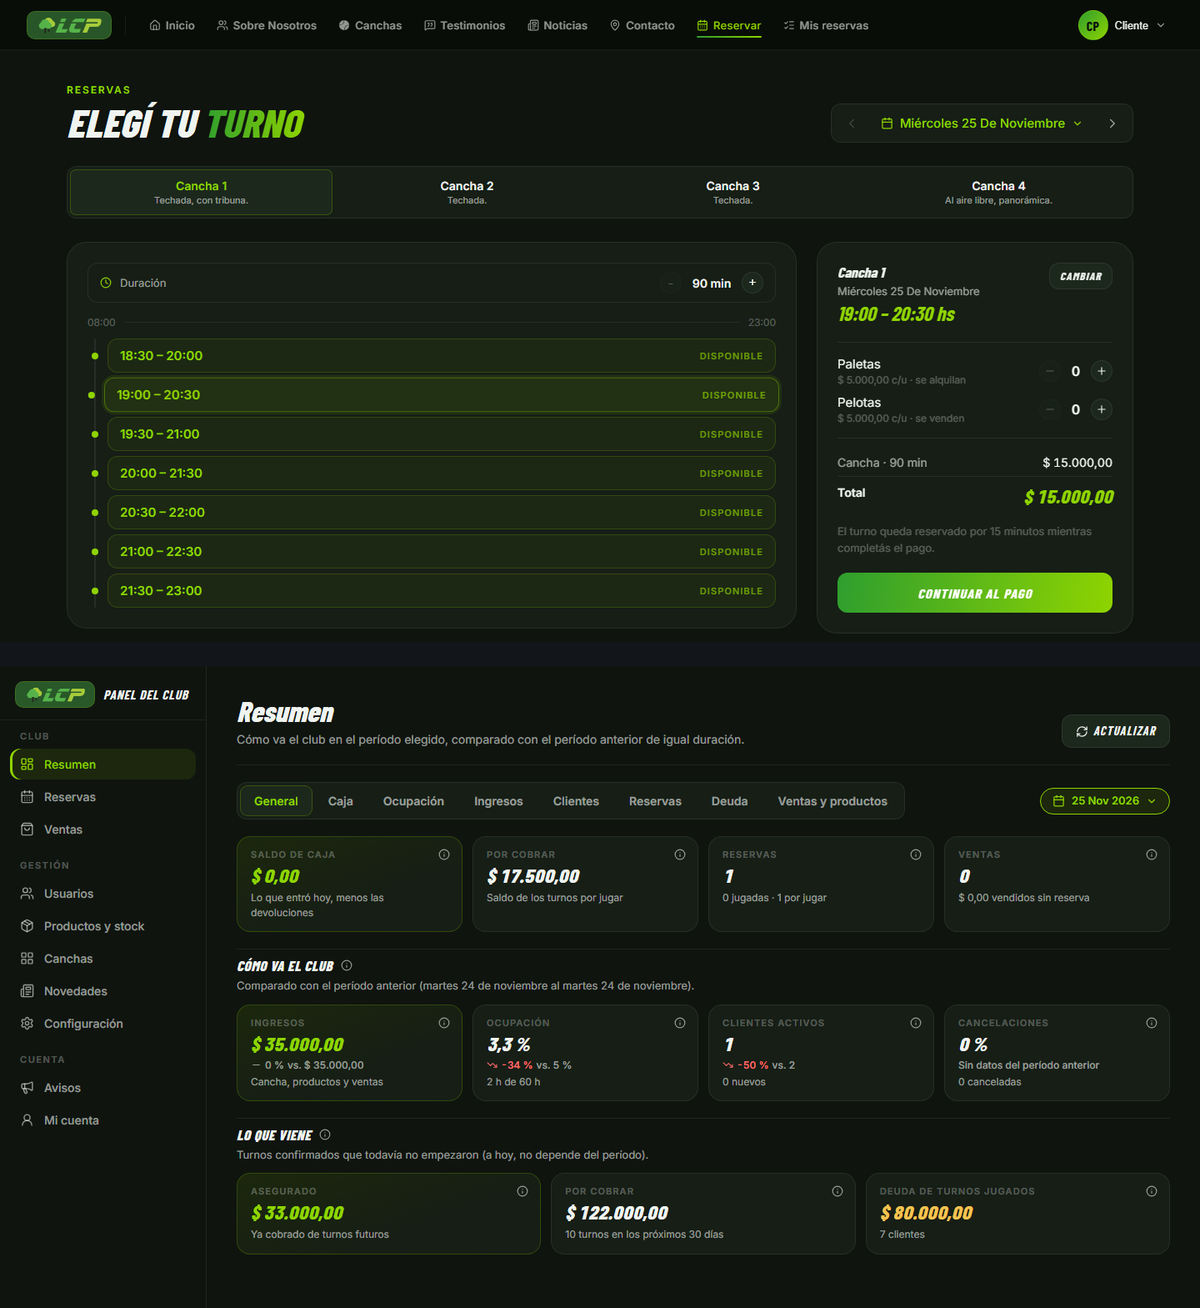 LCP
Inicio
Sobre Nosotros
Canchas
Testimonios
Noticias
Contacto
Reservar
Mis reservas
CP
Cliente
RESERVAS
ELEGÍ TU TURNO
Miércoles 25 De Noviembre
Cancha 1
Techada, con tribuna.
Cancha 2
Techada.
Cancha 3
Techada.
Cancha 4
Al aire libre, panorámica.
Duración
- 90 min +
08:00
23:00
18:30 – 20:00 DISPONIBLE
19:00 – 20:30 DISPONIBLE
19:30 – 21:00 DISPONIBLE
20:00 – 21:30 DISPONIBLE
20:30 – 22:00 DISPONIBLE
21:00 – 22:30 DISPONIBLE
21:30 – 23:00 DISPONIBLE
Cancha 1
CAMBIAR
Miércoles 25 De Noviembre
19:00 – 20:30 hs
Paletas
$ 5.000,00 c/u · se alquilan
− 0 +
Pelotas
$ 5.000,00 c/u · se venden
− 0 +
Cancha · 90 min $ 15.000,00
Total $ 15.000,00
El turno queda reservado por 15 minutos mientras
completás el pago.
CONTINUAR AL PAGO
LCP
PANEL DEL CLUB
CLUB
Resumen
Reservas
Ventas
GESTIÓN
Usuarios
Productos y stock
Canchas
Novedades
Configuración
CUENTA
Avisos
Mi cuenta
Resumen
Cómo va el club en el período elegido, comparado con el período anterior de igual duración.
ACTUALIZAR
General
Caja
Ocupación
Ingresos
Clientes
Reservas
Deuda
Ventas y productos
25 Nov 2026
SALDO DE CAJA
$ 0,00
Lo que entró hoy, menos las
devoluciones
POR COBRAR
$ 17.500,00
Saldo de los turnos por jugar
RESERVAS
1
0 jugadas · 1 por jugar
VENTAS
0
$ 0,00 vendidos sin reserva
CÓMO VA EL CLUB
Comparado con el período anterior (martes 24 de noviembre al martes 24 de noviembre).
INGRESOS
$ 35.000,00
0 % vs. $ 35.000,00
Cancha, productos y ventas
OCUPACIÓN
3,3 %
-34 % vs. 5 %
2 h de 60 h
CLIENTES ACTIVOS
1
-50 % vs. 2
0 nuevos
CANCELACIONES
0 %
Sin datos del período anterior
0 canceladas
LO QUE VIENE
Turnos confirmados que todavía no empezaron (a hoy, no depende del período).
ASEGURADO
$ 33.000,00
Ya cobrado de turnos futuros
POR COBRAR
$ 122.000,00
10 turnos en los próximos 30 días
DEUDA DE TURNOS JUGADOS
$ 80.000,00
7 clientes